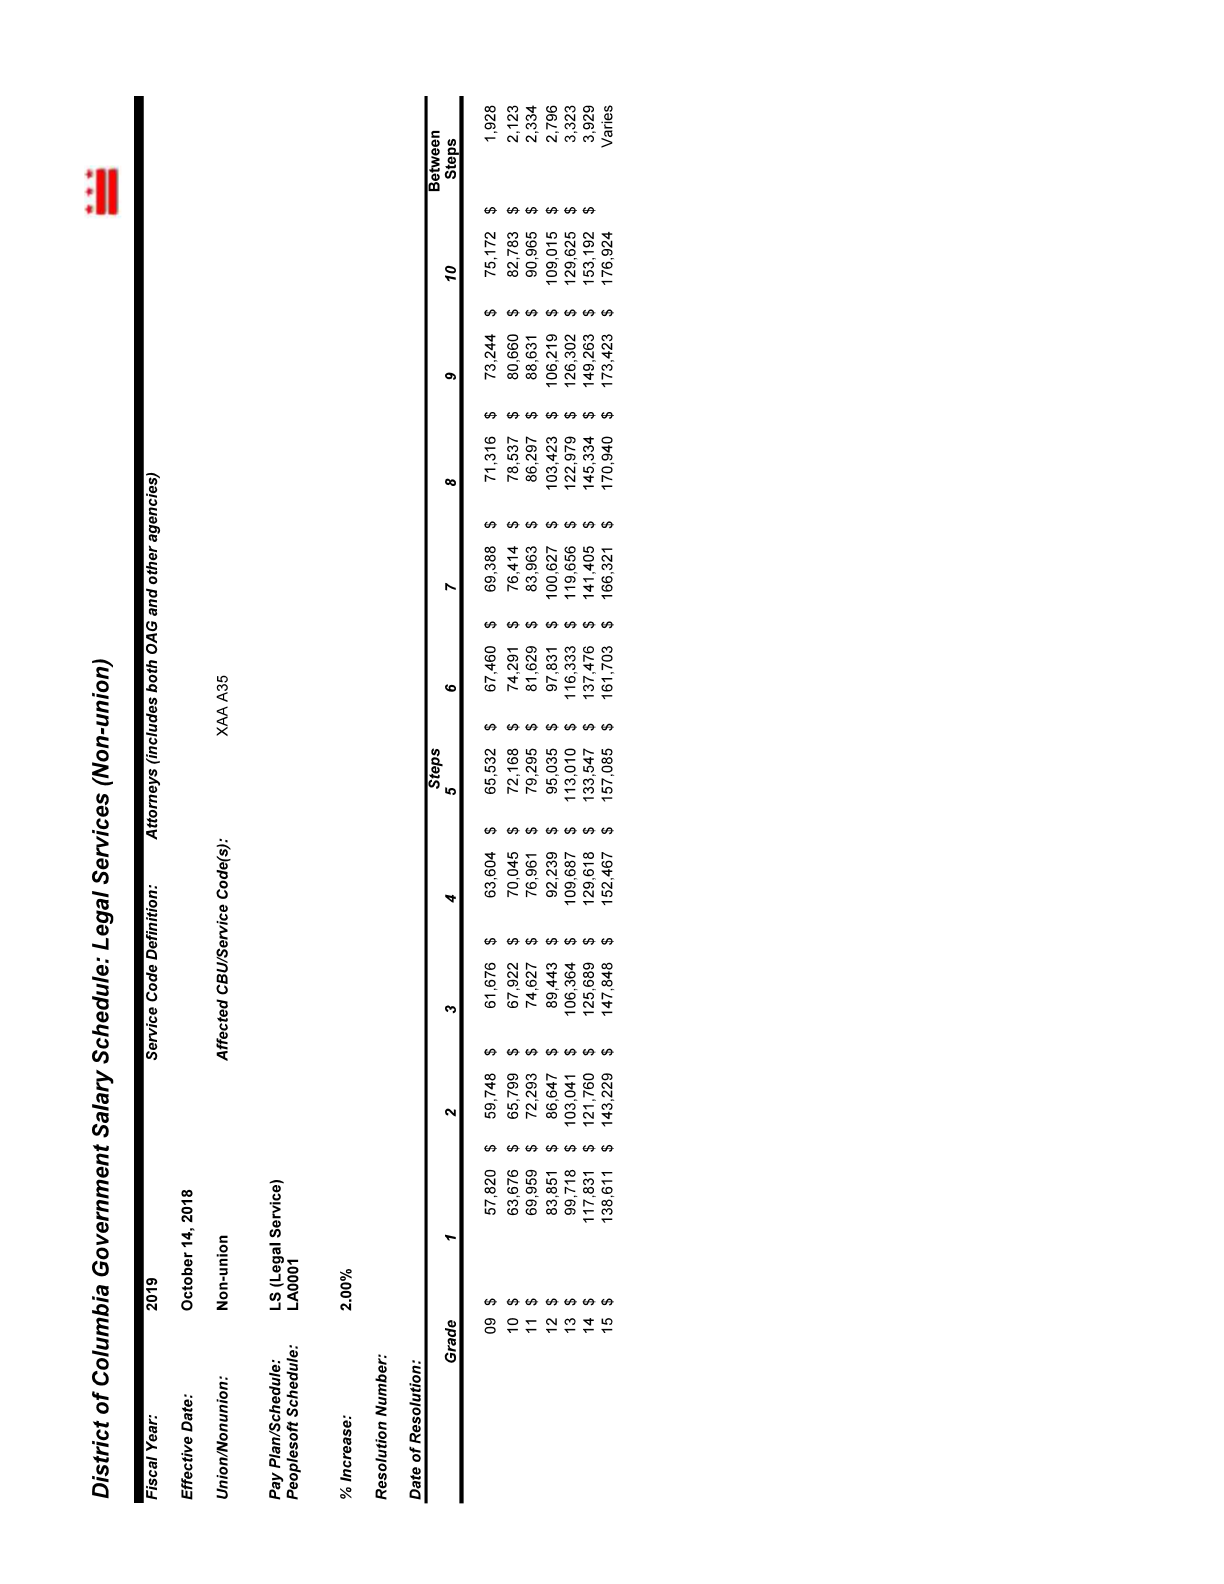 District of Columbia Government Salary Schedule: Legal Services (Non-union)
Fiscal Year: 2019 Service Code Definition: Attorneys (includes both OAG and other agencies)
Effective Date: October 14, 2018
Union/Nonunion: Non-union Affected CBU/Service Code(s): XAA A35
Pay Plan/Schedule: LS (Legal Service)
Peoplesoft Schedule: LA0001
% Increase: 2.00%
Resolution Number:
Date of Resolution:
Steps Between
Grade 1 2 3 4 5 6 7 8 9 10 Steps
09 $ 57,820 $ 59,748 $ 61,676 $ 63,604 $ 65,532 $ 67,460 $ 69,388 $ 71,316 $ 73,244 $ 75,172 $ 1,928
10 $ 63,676 $ 65,799 $ 67,922 $ 70,045 $ 72,168 $ 74,291 $ 76,414 $ 78,537 $ 80,660 $ 82,783 $ 2,123
11 $ 69,959 $ 72,293 $ 74,627 $ 76,961 $ 79,295 $ 81,629 $ 83,963 $ 86,297 $ 88,631 $ 90,965 $ 2,334
12 $ 83,851 $ 86,647 $ 89,443 $ 92,239 $ 95,035 $ 97,831 $ 100,627 $ 103,423 $ 106,219 $ 109,015 $ 2,796
13 $ 99,718 $ 103,041 $ 106,364 $ 109,687 $ 113,010 $ 116,333 $ 119,656 $ 122,979 $ 126,302 $ 129,625 $ 3,323
14 $ 117,831 $ 121,760 $ 125,689 $ 129,618 $ 133,547 $ 137,476 $ 141,405 $ 145,334 $ 149,263 $ 153,192 $ 3,929
15 $ 138,611 $ 143,229 $ 147,848 $ 152,467 $ 157,085 $ 161,703 $ 166,321 $ 170,940 $ 173,423 $ 176,924 Varies